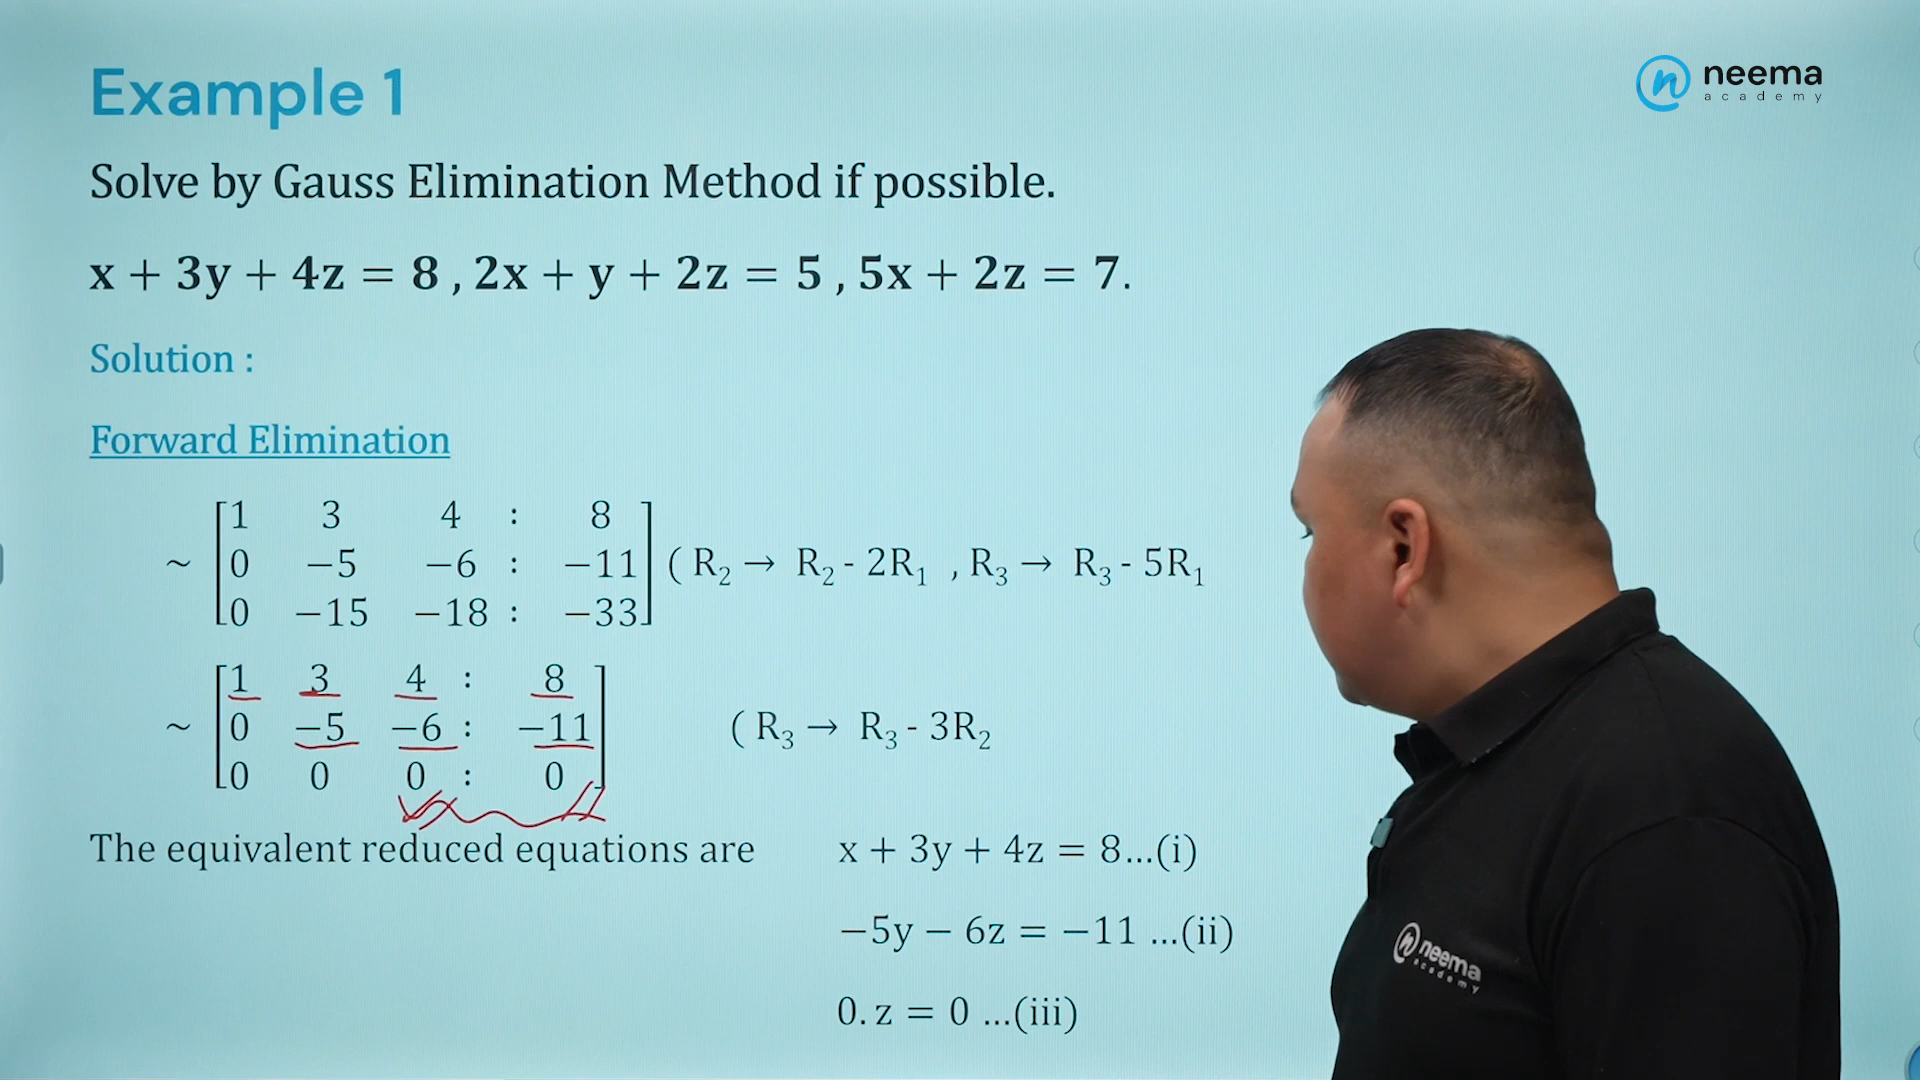 Example 1
neema
academy
Solve by Gauss Elimination Method if possible.
x + 3y + 4z = 8 , 2x + y + 2z = 5 , 5x + 2z = 7.
Solution :
Forward Elimination
1 3 4 : 8
~ 0 −5 −6 : −11 ( R₂ → R₂ - 2R₁ , R₃ → R₃ - 5R₁
0 −15 −18 : −33
1 3 4 : 8
~ 0 −5 −6 : −11 ( R₃ → R₃ - 3R₂
0 0 0 : 0
The equivalent reduced equations are x + 3y + 4z = 8...(i)
−5y − 6z = −11 ...(ii)
0. z = 0 ...(iii)
neema
academy